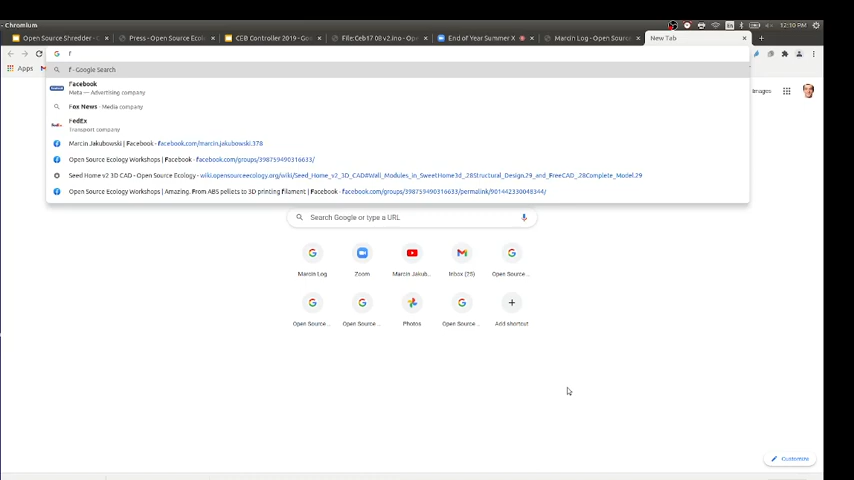 - Chromium
12:10 PM
Open Source Shredder -
Press - Open Source Ecol
CEB Controller 2019 - Go
File:Ceb17 08 v2.ino - Op
End of Year Summer X
Marcin Log - Open Source
New Tab
f
Apps
f - Google Search
Images
Facebook
Meta — Advertising company
Fox News - Media company
FedEx
Transport company
Marcin Jakubowski | Facebook - facebook.com/marcin.jakubowski.378
Open Source Ecology Workshops | Facebook - facebook.com/groups/398759490316633/
Seed Home v2 3D CAD - Open Source Ecology - wiki.opensourceecology.org/wiki/Seed_Home_v2_3D_CAD#Wall_Modules_in_SweetHome3d_.28Structural_Design.29_and_FreeCAD_.28Complete_Model.29
Open Source Ecology Workshops | Amazing. From ABS pellets to 3D printing filament | Facebook - facebook.com/groups/398759490316633/permalink/901442330048344/
Search Google or type a URL
Marcin Log
Zoom
Marcin Jakub...
Inbox (25)
Open Source ...
Open Source...
Open Source ...
Photos
Open Source ...
Add shortcut
Customize